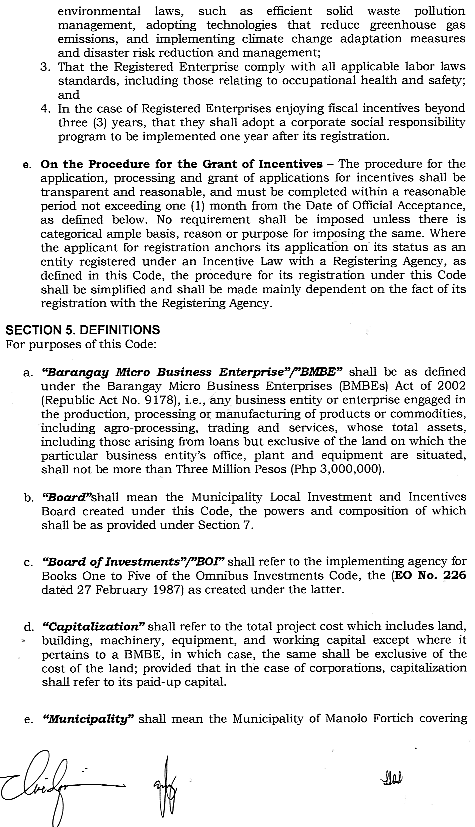 environmental laws, such as efficient solid waste pollution
management, adopting technologies that reduce greenhouse gas
emissions, and implementing climate change adaptation measures
and disaster risk reduction and management;
3. That the Registered Enterprise comply with all applicable labor laws
standards, including those relating to occupational health and safety;
and
4. In the case of Registered Enterprises enjoying fiscal incentives beyond
three (3) years, that they shall adopt a corporate social responsibility
program to be implemented one year after its registration.
e. On the Procedure for the Grant of Incentives – The procedure for the
application, processing and grant of applications for incentives shall be
transparent and reasonable, and must be completed within a reasonable
period not exceeding one (1) month from the Date of Official Acceptance,
as defined below. No requirement shall be imposed unless there is
categorical ample basis, reason or purpose for imposing the same. Where
the applicant for registration anchors its application on its status as an
entity registered under an Incentive Law with a Registering Agency, as
defined in this Code, the procedure for its registration under this Code
shall be simplified and shall be made mainly dependent on the fact of its
registration with the Registering Agency.
SECTION 5. DEFINITIONS
For purposes of this Code:
a. "Barangay Micro Business Enterprise"/"BMBE" shall be as defined
under the Barangay Micro Business Enterprises (BMBEs) Act of 2002
(Republic Act No. 9178), i.e., any business entity or enterprise engaged in
the production, processing or manufacturing of products or commodities,
including agro-processing, trading and services, whose total assets,
including those arising from loans but exclusive of the land on which the
particular business entity's office, plant and equipment are situated,
shall not be more than Three Million Pesos (Php 3,000,000).
b. "Board"shall mean the Municipality Local Investment and Incentives
Board created under this Code, the powers and composition of which
shall be as provided under Section 7.
c. "Board of Investments"/"BOI" shall refer to the implementing agency for
Books One to Five of the Omnibus Investments Code, the (EO No. 226
dated 27 February 1987) as created under the latter.
d. "Capitalization" shall refer to the total project cost which includes land,
building, machinery, equipment, and working capital except where it
pertains to a BMBE, in which case, the same shall be exclusive of the
cost of the land; provided that in the case of corporations, capitalization
shall refer to its paid-up capital.
e. "Municipality" shall mean the Municipality of Manolo Fortich covering